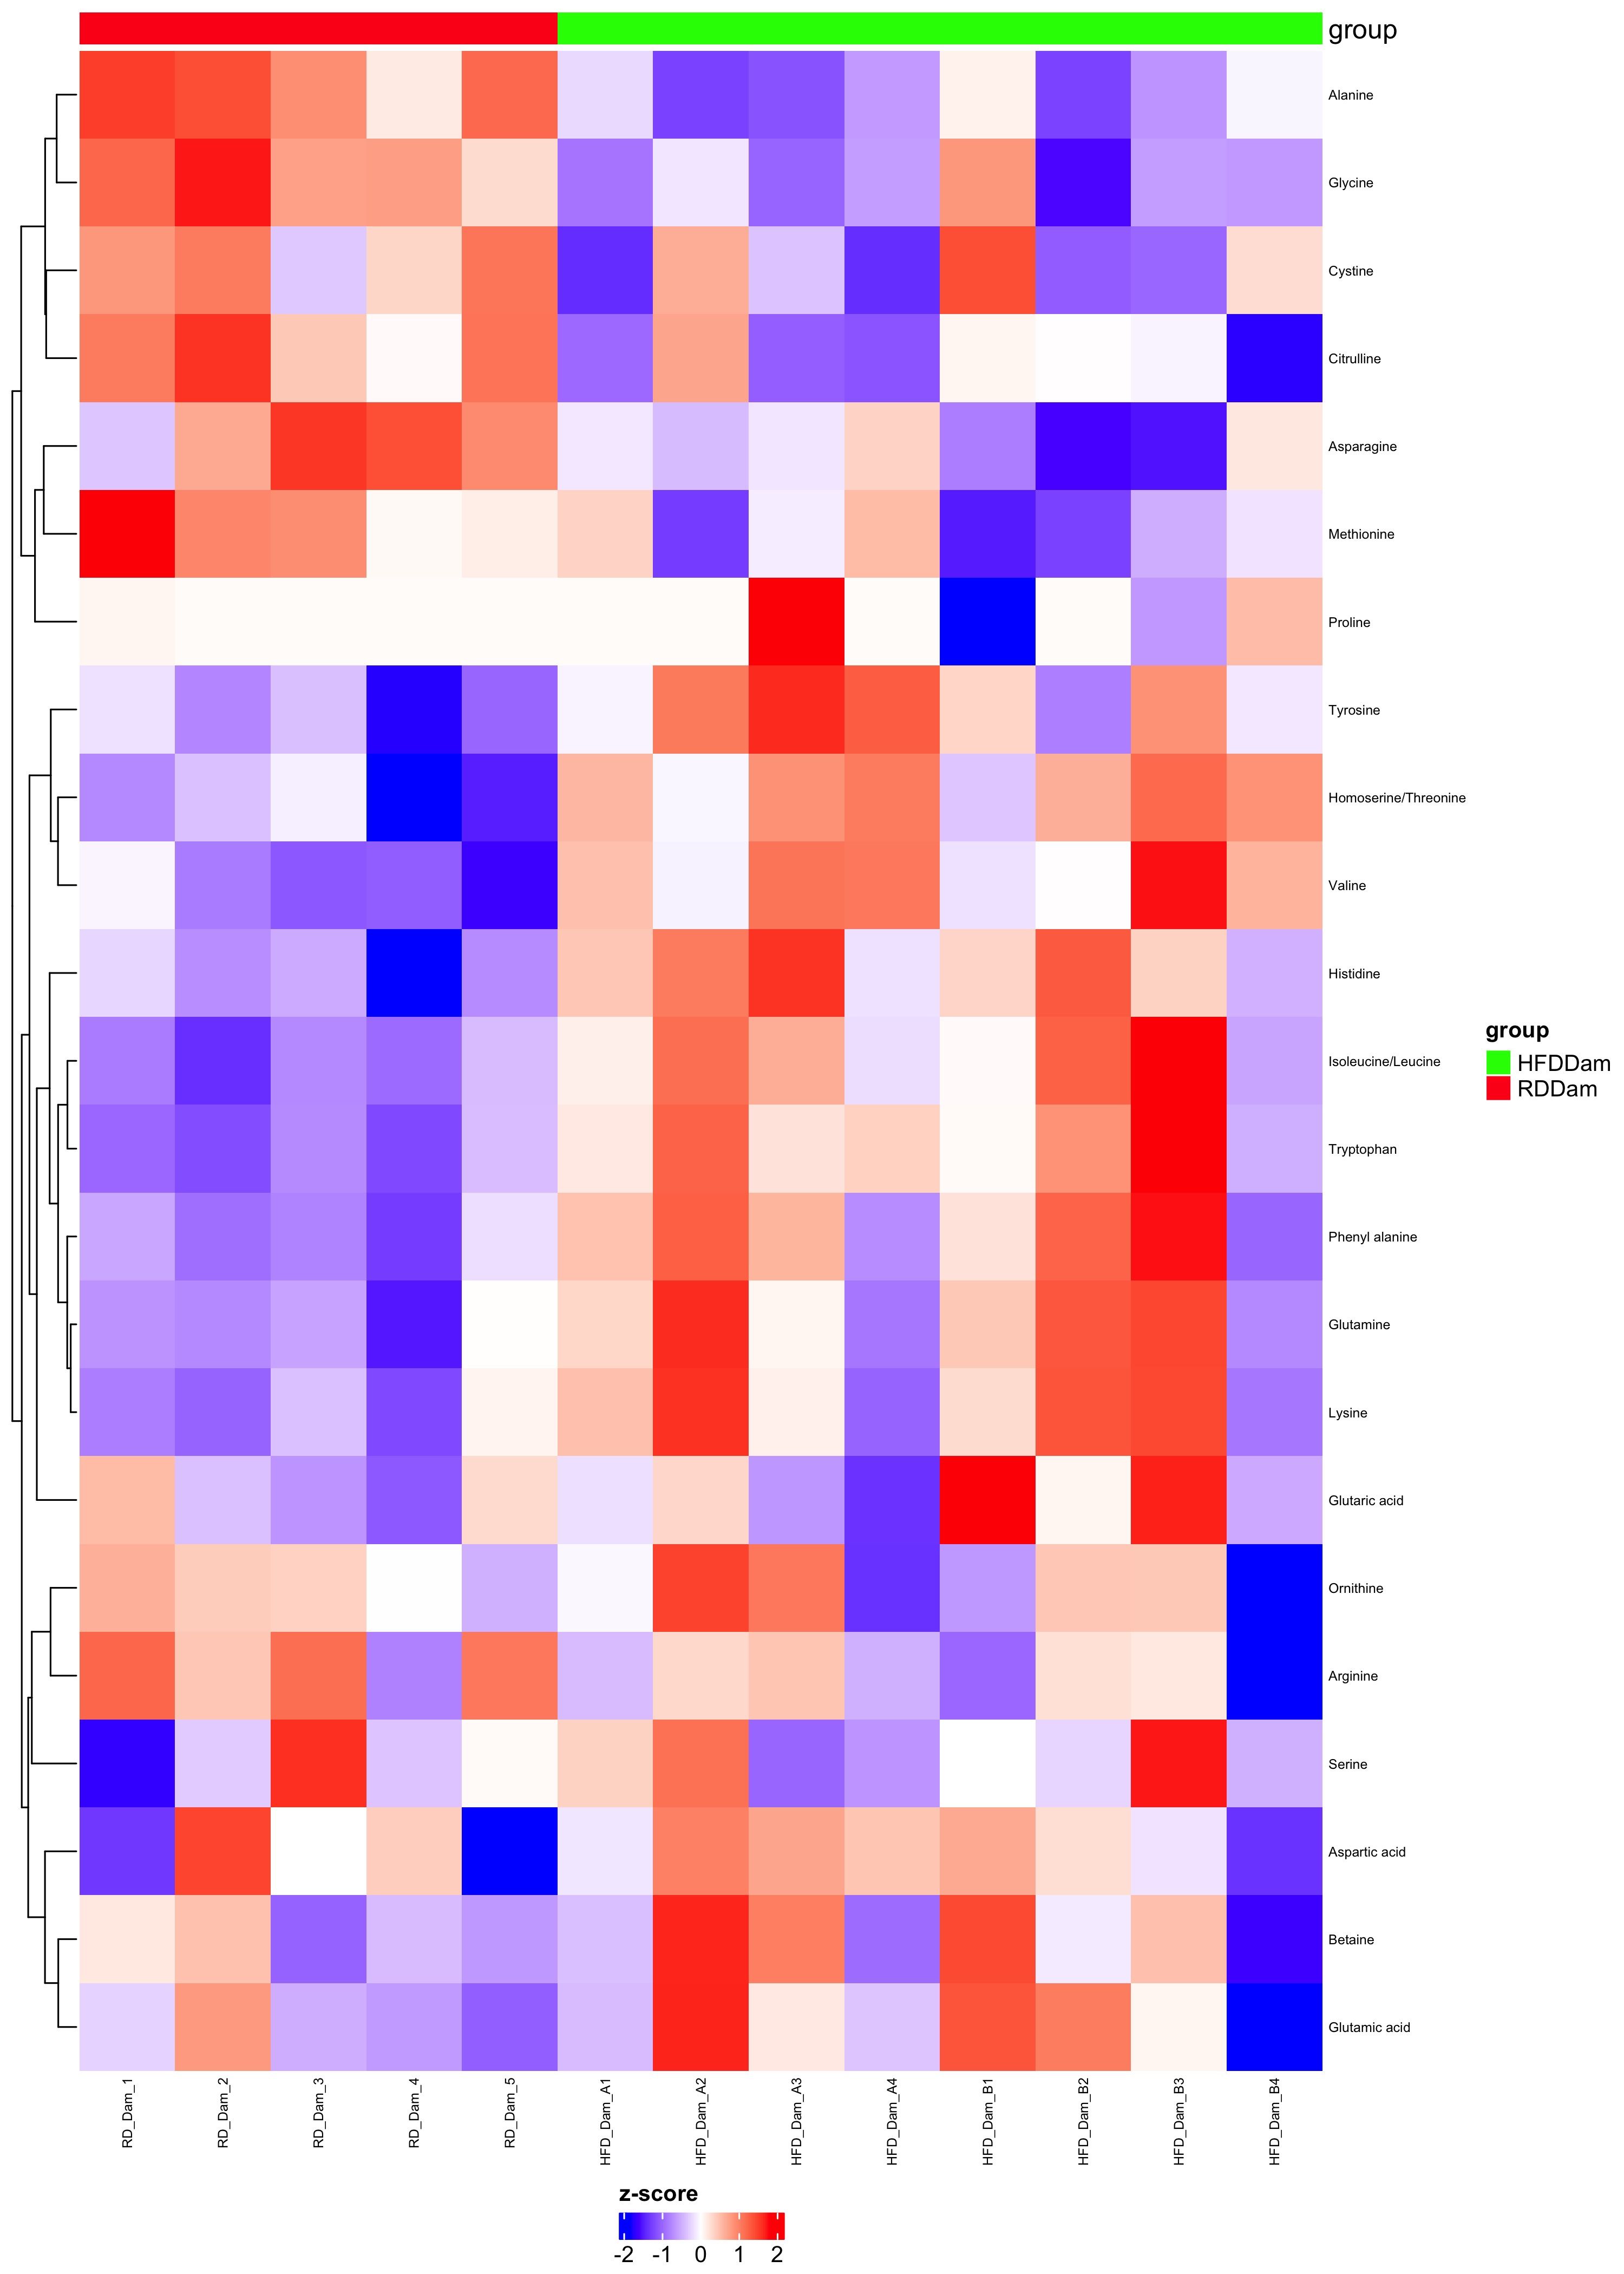 group
Alanine
Glycine
Cystine
Citrulline
Asparagine
Methionine
Proline
Tyrosine
Homoserine/Threonine
Valine
Histidine
Isoleucine/Leucine
Tryptophan
Phenyl alanine
Glutamine
Lysine
Glutaric acid
Ornithine
Arginine
Serine
Aspartic acid
Betaine
Glutamic acid
group
HFDDam
RDDam
RD_Dam_1
RD_Dam_2
RD_Dam_3
RD_Dam_4
RD_Dam_5
HFD_Dam_A1
HFD_Dam_A2
HFD_Dam_A3
HFD_Dam_A4
HFD_Dam_B1
HFD_Dam_B2
HFD_Dam_B3
HFD_Dam_B4
z-score
-2 -1 0 1 2